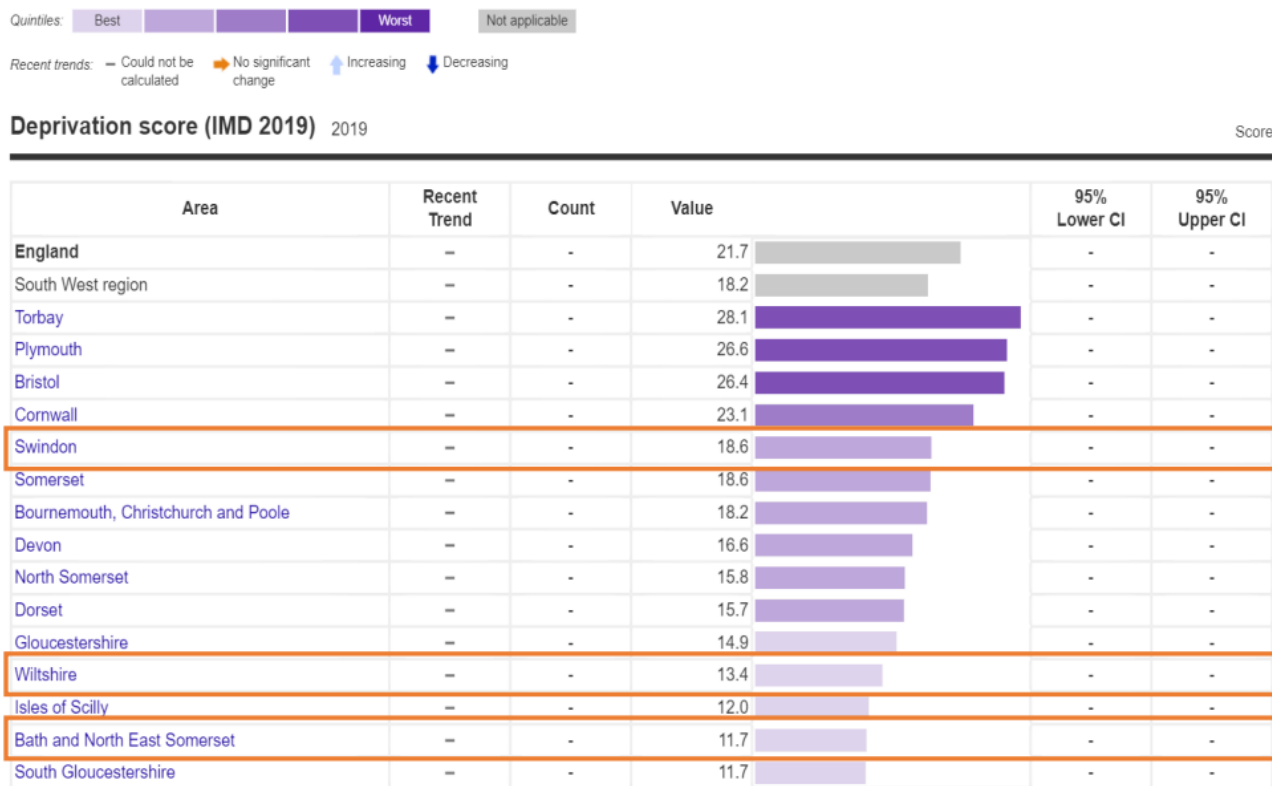 Quintiles: Best Worst Not applicable
Recent trends: – Could not be calculated No significant change Increasing Decreasing
Deprivation score (IMD 2019) 2019 Score
Area Recent Trend Count Value 95% Lower CI 95% Upper CI
England – - 21.7 - -
South West region – - 18.2 - -
Torbay – - 28.1 - -
Plymouth – - 26.6 - -
Bristol – - 26.4 - -
Cornwall – - 23.1 - -
Swindon – - 18.6 - -
Somerset – - 18.6 - -
Bournemouth, Christchurch and Poole – - 18.2 - -
Devon – - 16.6 - -
North Somerset – - 15.8 - -
Dorset – - 15.7 - -
Gloucestershire – - 14.9 - -
Wiltshire – - 13.4 - -
Isles of Scilly – - 12.0 - -
Bath and North East Somerset – - 11.7 - -
South Gloucestershire – - 11.7 - -